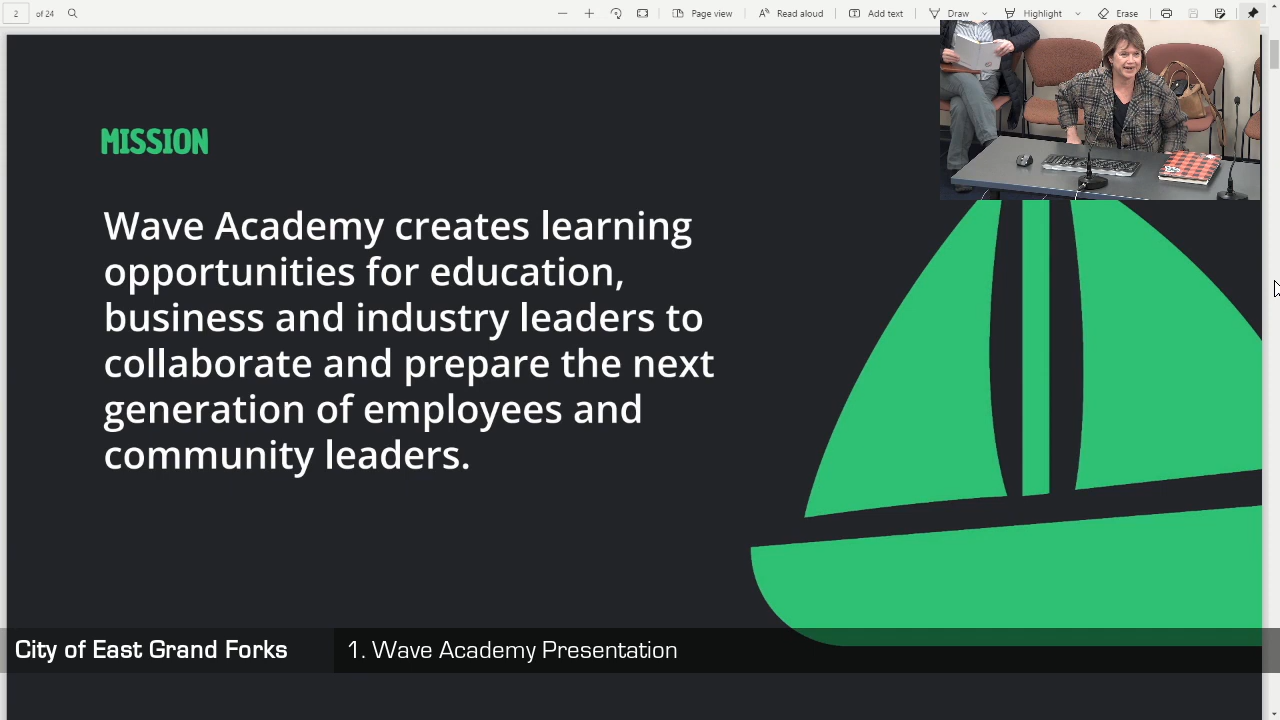 2 of 24
Page view
Read aloud
Add text
Draw
Highlight
Erase
MISSION
Wave Academy creates learning
opportunities for education,
business and industry leaders to
collaborate and prepare the next
generation of employees and
community leaders.
City of East Grand Forks
1. Wave Academy Presentation